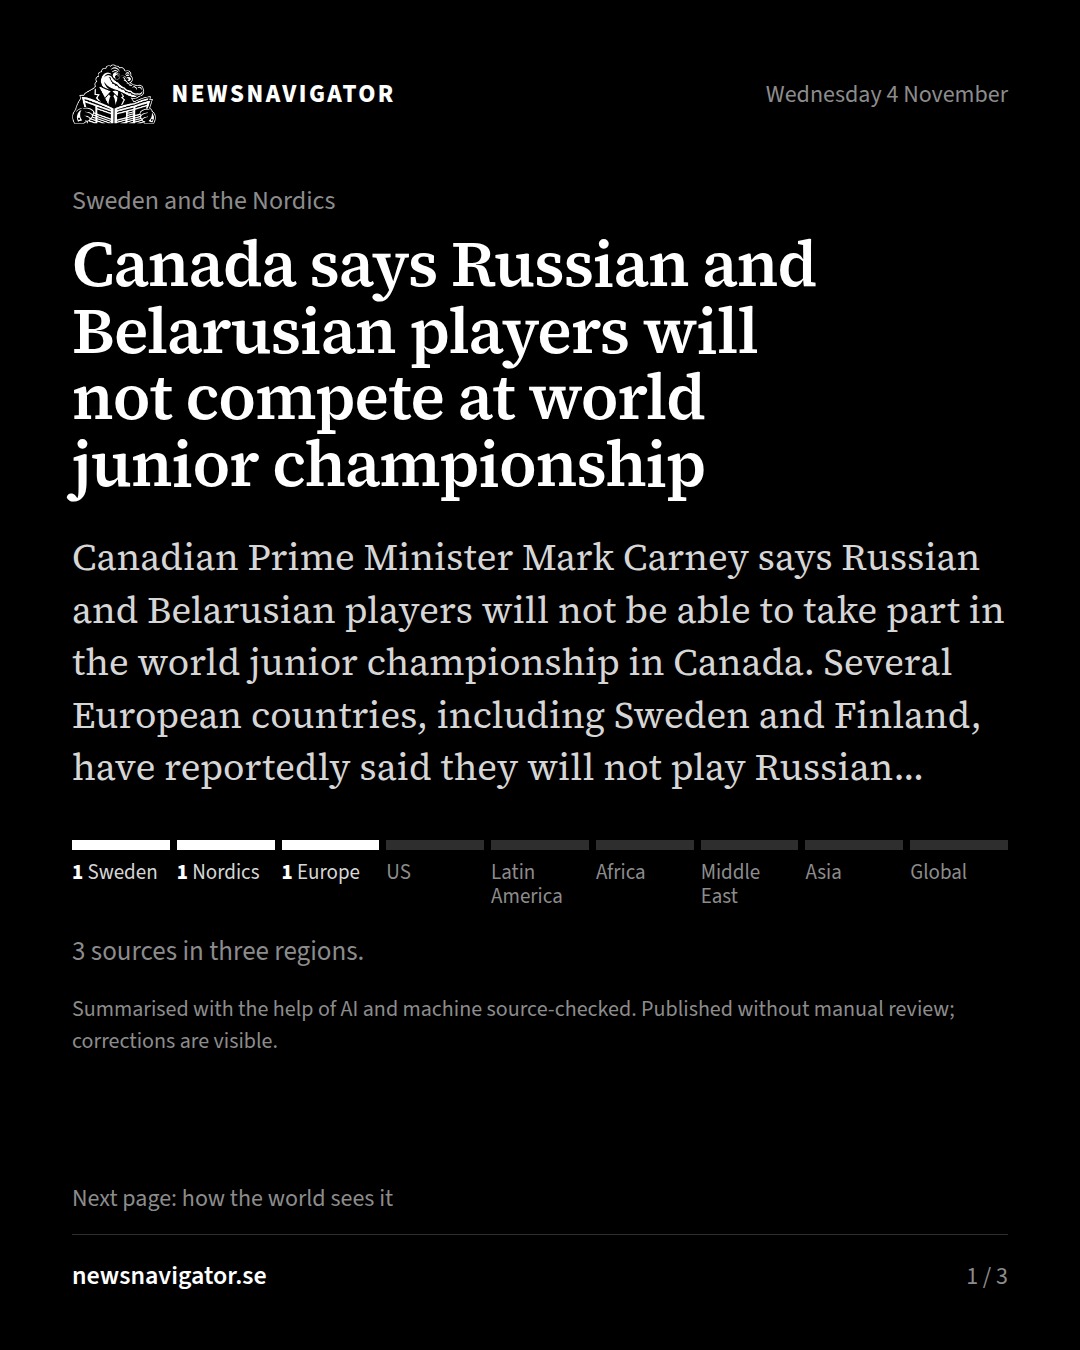 NEWSNAVIGATOR
Wednesday 4 November
Sweden and the Nordics
Canada says Russian and
Belarusian players will
not compete at world
junior championship
Canadian Prime Minister Mark Carney says Russian
and Belarusian players will not be able to take part in
the world junior championship in Canada. Several
European countries, including Sweden and Finland,
have reportedly said they will not play Russian...
1 Sweden
1 Nordics
1 Europe
US
Latin
America
Africa
Middle
East
Asia
Global
3 sources in three regions.
Summarised with the help of AI and machine source-checked. Published without manual review;
corrections are visible.
Next page: how the world sees it
newsnavigator.se
1 / 3